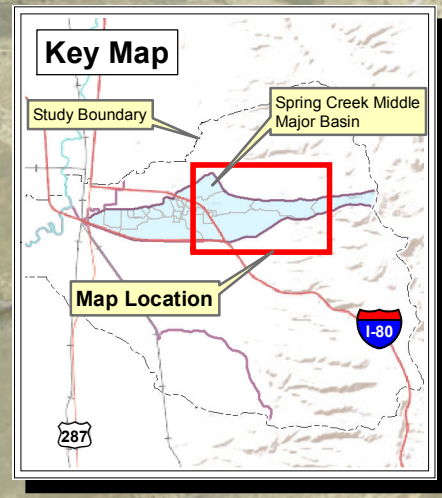 Key Map
Study Boundary
Spring Creek Middle
Major Basin
Map Location
I-80
287